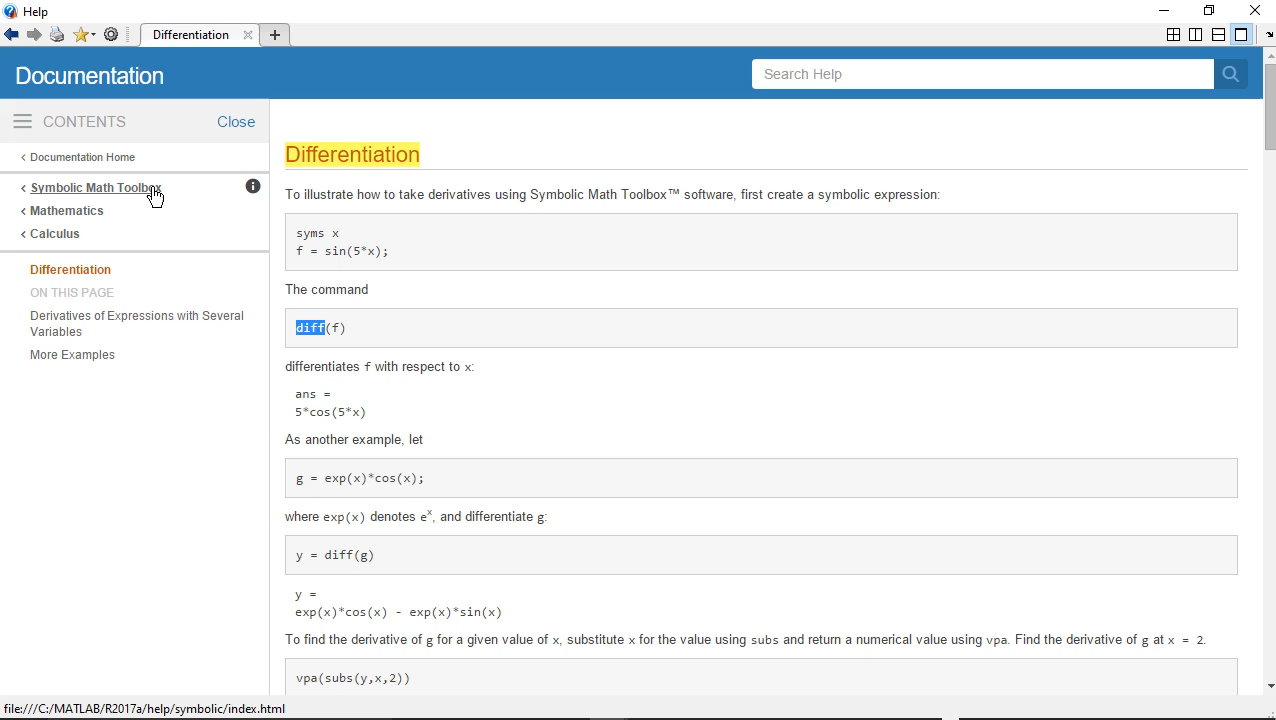 Help
Differentiation
Documentation
Search Help
CONTENTS
Close
< Documentation Home
< Symbolic Math Toolbox
< Mathematics
< Calculus
Differentiation
ON THIS PAGE
Derivatives of Expressions with Several
Variables
More Examples
Differentiation
To illustrate how to take derivatives using Symbolic Math Toolbox™ software, first create a symbolic expression:
syms x
f = sin(5*x);
The command
diff(f)
differentiates f with respect to x:
ans =
5*cos(5*x)
As another example, let
g = exp(x)*cos(x);
where exp(x) denotes eˣ, and differentiate g:
y = diff(g)
y =
exp(x)*cos(x) - exp(x)*sin(x)
To find the derivative of g for a given value of x, substitute x for the value using subs and return a numerical value using vpa. Find the derivative of g at x = 2.
vpa(subs(y,x,2))
file:///C:/MATLAB/R2017a/help/symbolic/index.html